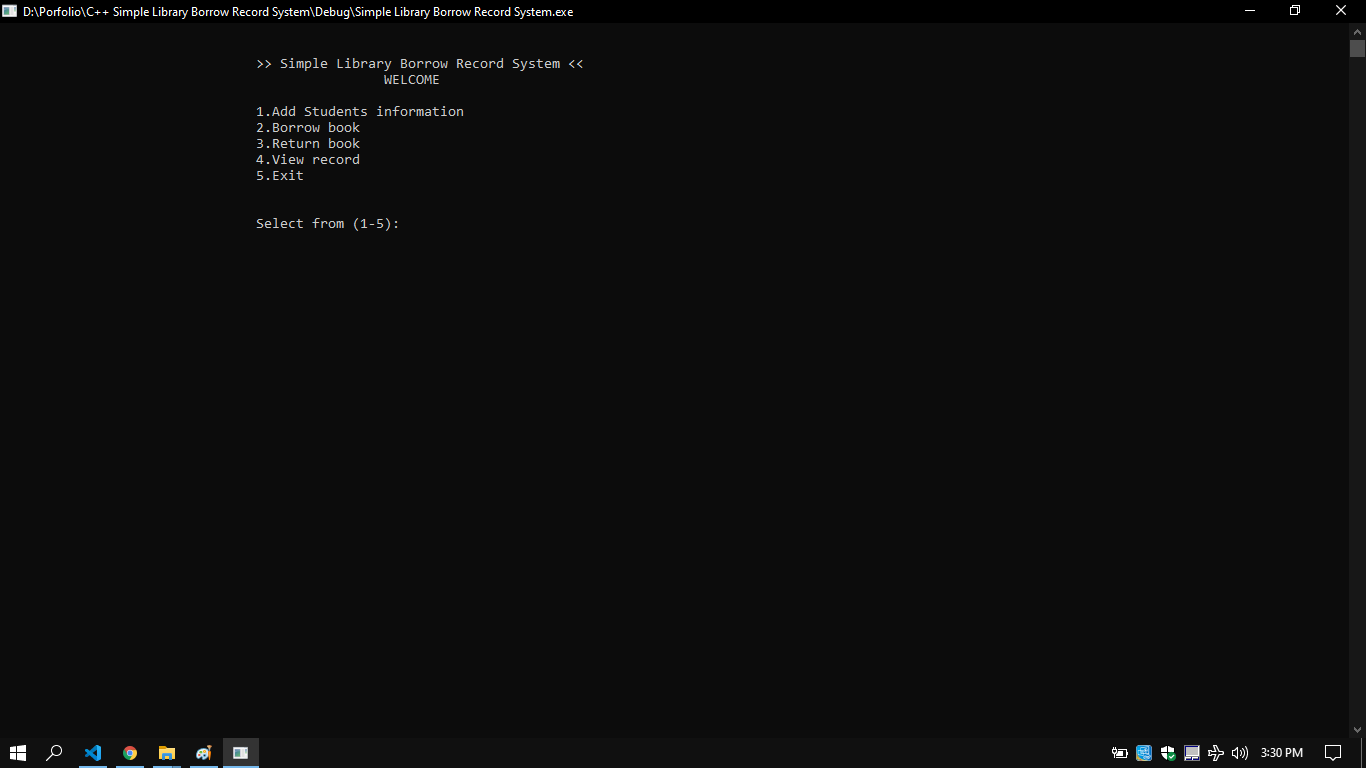 D:\Porfolio\C++ Simple Library Borrow Record System\Debug\Simple Library Borrow Record System.exe
>> Simple Library Borrow Record System <<
WELCOME
1.Add Students information
2.Borrow book
3.Return book
4.View record
5.Exit
Select from (1-5):
3:30 PM